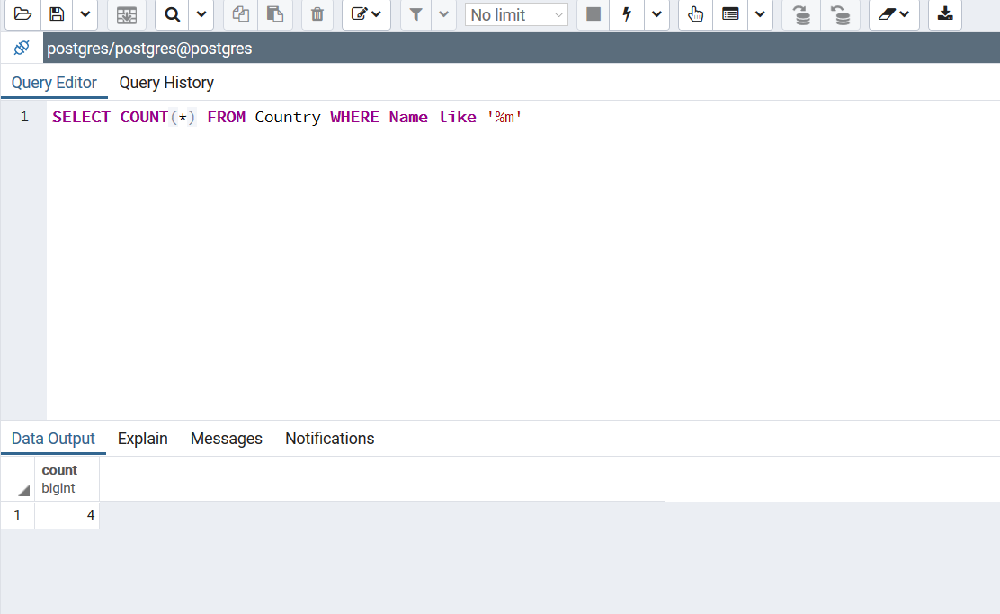 No limit
postgres/postgres@postgres
Query Editor Query History
1 SELECT COUNT(*) FROM Country WHERE Name like '%m'
Data Output Explain Messages Notifications
count
bigint
1 4